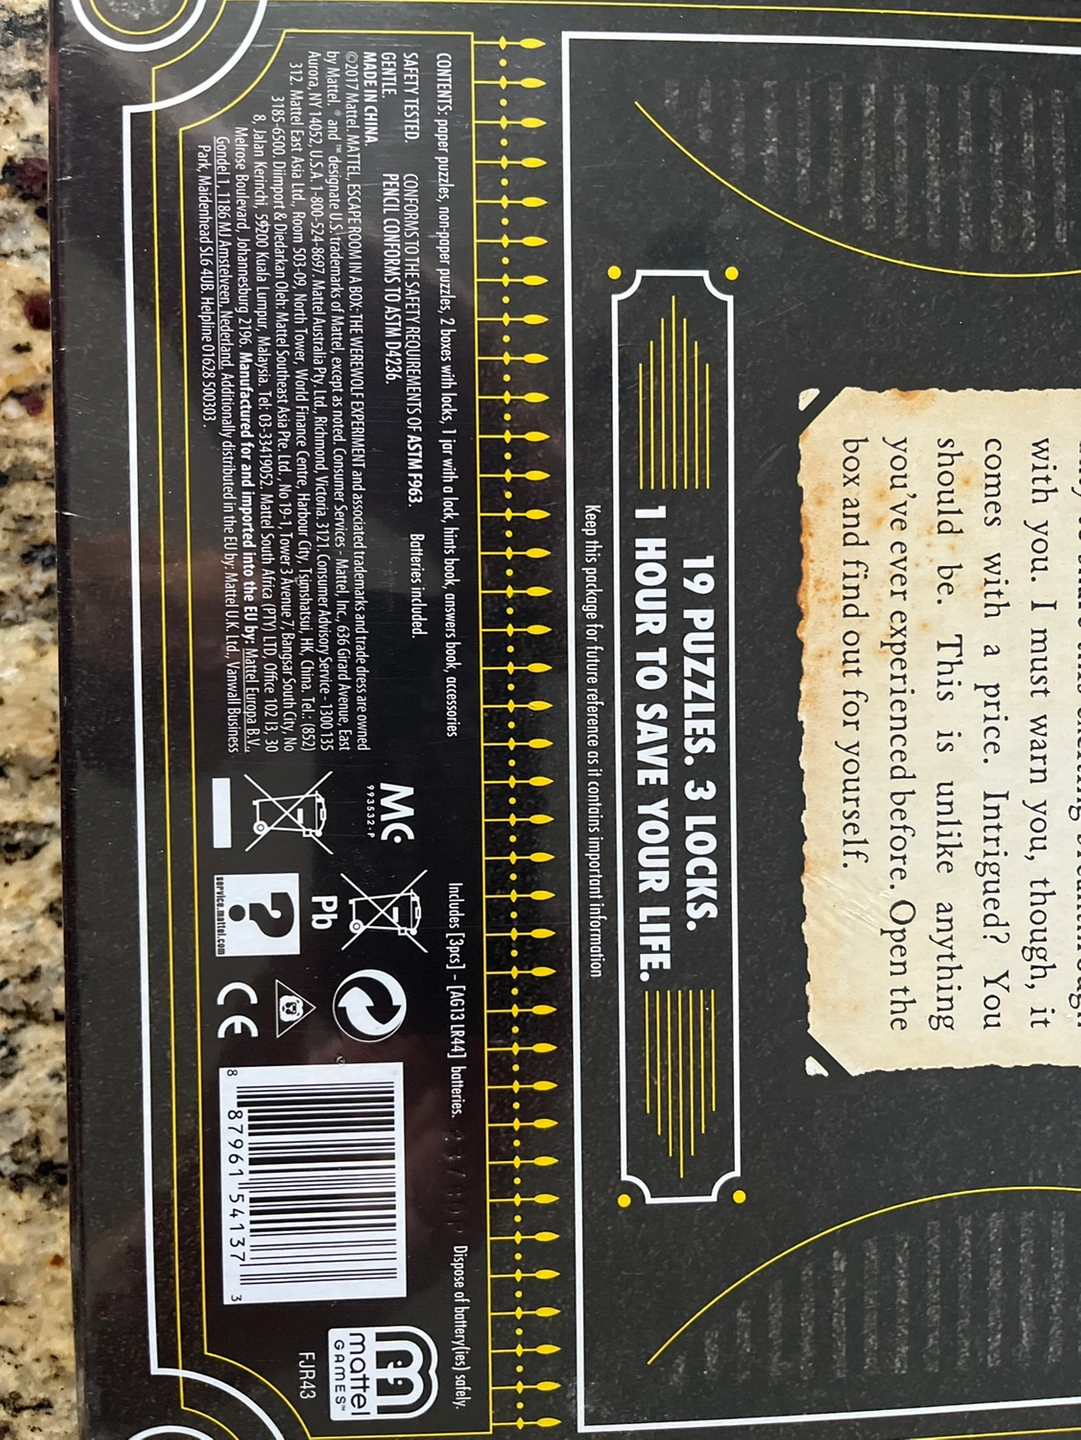 with you. I must warn you, though, it
comes with a price. Intrigued? You
should be. This is unlike anything
you've ever experienced before. Open the
box and find out for yourself.
19 PUZZLES. 3 LOCKS.
1 HOUR TO SAVE YOUR LIFE.
Keep this package for future reference as it contains important information
CONTENTS: paper puzzles, non-paper puzzles, 2 boxes with locks, 1 jar with a lock, hints book, answers book, accessories
SAFETY TESTED. CONFORMS TO THE SAFETY REQUIREMENTS OF ASTM F963. Batteries included.
GENTLE. PENCIL CONFORMS TO ASTM D4236.
MADE IN CHINA.
©2017 Mattel. MATTEL, ESCAPE ROOM IN A BOX: THE WEREWOLF EXPERIMENT and associated trademarks and trade dress are owned
by Mattel. ® and ™ designate U.S. trademarks of Mattel, except as noted. Consumer Services - Mattel, Inc., 636 Girard Avenue, East
Aurora, NY 14052, U.S.A. 1-800-524-8697. Mattel Australia Pty. Ltd., Richmond, Victoria. 3121. Consumer Advisory Service - 1300 135
312. Mattel East Asia Ltd., Room 503-09, North Tower, World Finance Centre, Harbour City, Tsimshatsui, HK, China. Tel.: (852)
3185-6500. Diimport & Diedarkan Oleh: Mattel Southeast Asia Pte. Ltd., No 19-1, Tower 3 Avenue 7, Bangsar South City, No
8, Jalan Kerinchi, 59200 Kuala Lumpur, Malaysia. Tel: 03-33419052. Mattel South Africa (PTY) LTD, Office 102 I3, 30
Melrose Boulevard, Johannesburg 2196. Manufactured for and imported into the EU by: Mattel Europa B.V.,
Gondel 1, 1186 MJ Amstelveen, Nederland. Additionally distributed in the EU by: Mattel U.K. Ltd., Vanwall Business
Park, Maidenhead SL6 4UB. Helpline 01628 500303.
Includes [3pcs] - [AG13 LR44] batteries. Dispose of battery(ies) safely.
MC
993532-P
Pb
?
service.mattel.com
CE
8 87961 54137 3
mattel
GAMES™
FJR43